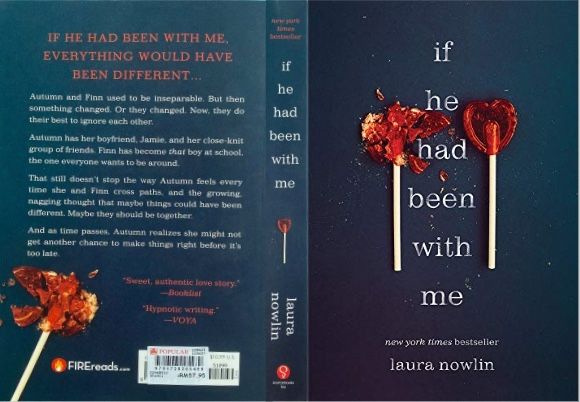 IF HE HAD BEEN WITH ME,
EVERYTHING WOULD HAVE
BEEN DIFFERENT...
Autumn and Finn used to be inseparable. But then
something changed. Or they changed. Now, they do
their best to ignore each other.
Autumn has her boyfriend, Jamie, and her close-knit
group of friends. Finn has become that boy at school,
the one everyone wants to be around.
That still doesn't stop the way Autumn feels every
time she and Finn cross paths, and the growing,
nagging thought that maybe things could have been
different. Maybe they should be together.
And as time passes, Autumn realizes she might not
get another chance to make things right before it's
too late.
"Sweet, authentic love story."
—Booklist
"Hypnotic writing."
—VOYA
FIREreads.com
POPULAR
RM57.95
$10.99 U.S.
new york
times
bestseller
if
he
had
been
with
me
laura
nowlin
if
he
had
been
with
me
new york times bestseller
laura nowlin